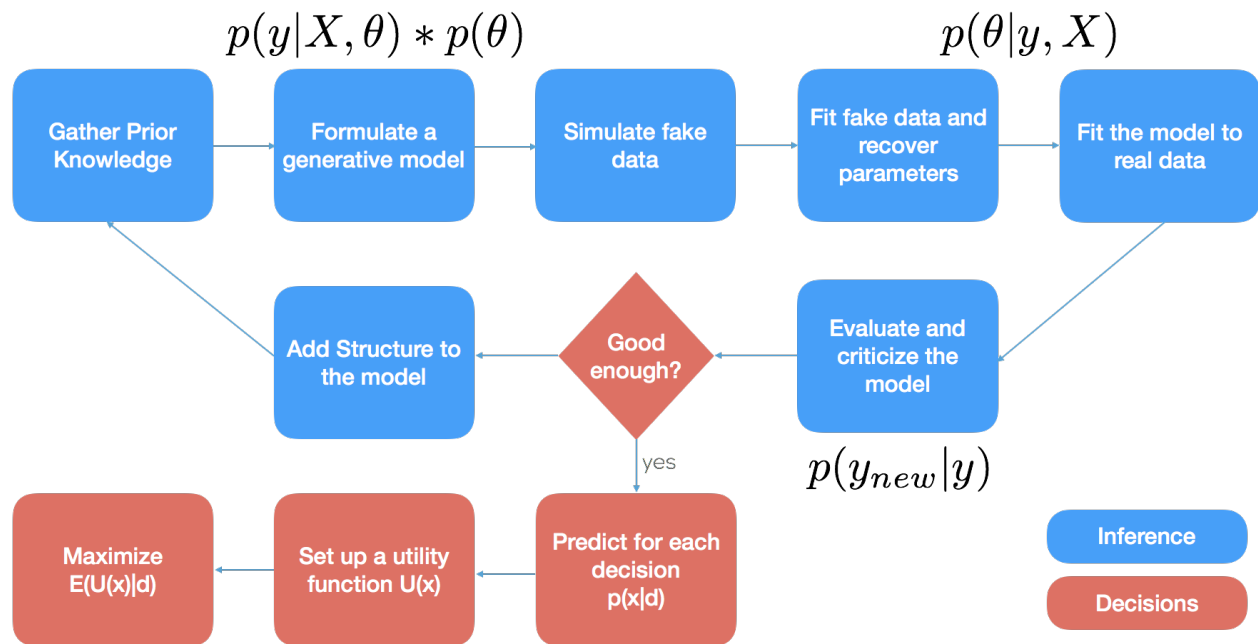 p(y|X, θ) ∗ p(θ)
p(θ|y, X)
Gather Prior
Knowledge
Formulate a
generative model
Simulate fake
data
Fit fake data and
recover
parameters
Fit the model to
real data
Add Structure to
the model
Good
enough?
Evaluate and
criticize the
model
yes
p(y_{new}|y)
Maximize
E(U(x)|d)
Set up a utility
function U(x)
Predict for each
decision
p(x|d)
Inference
Decisions